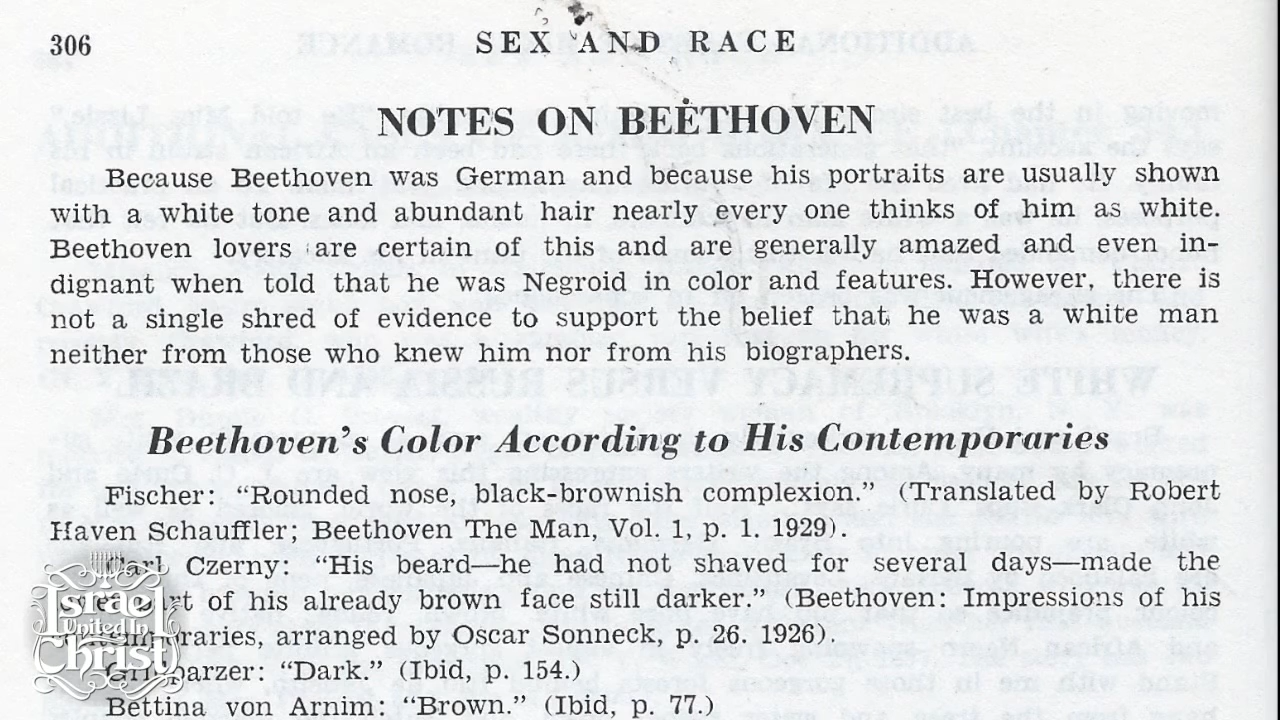 306
SEX AND RACE
NOTES ON BEETHOVEN
Because Beethoven was German and because his portraits are usually shown
with a white tone and abundant hair nearly every one thinks of him as white.
Beethoven lovers are certain of this and are generally amazed and even in-
dignant when told that he was Negroid in color and features. However, there is
not a single shred of evidence to support the belief that he was a white man
neither from those who knew him nor from his biographers.
Beethoven's Color According to His Contemporaries
Fischer: “Rounded nose, black-brownish complexion.” (Translated by Robert
Haven Schauffler; Beethoven The Man, Vol. 1, p. 1. 1929).
Carl Czerny: “His beard—he had not shaved for several days—made the
part of his already brown face still darker.” (Beethoven: Impressions of his
arranged by Oscar Sonneck, p. 26. 1926).
“Dark.” (Ibid, p. 154.)
Bettina von Arnim: “Brown.” (Ibid, p. 77.)
Israel
United In
Christ